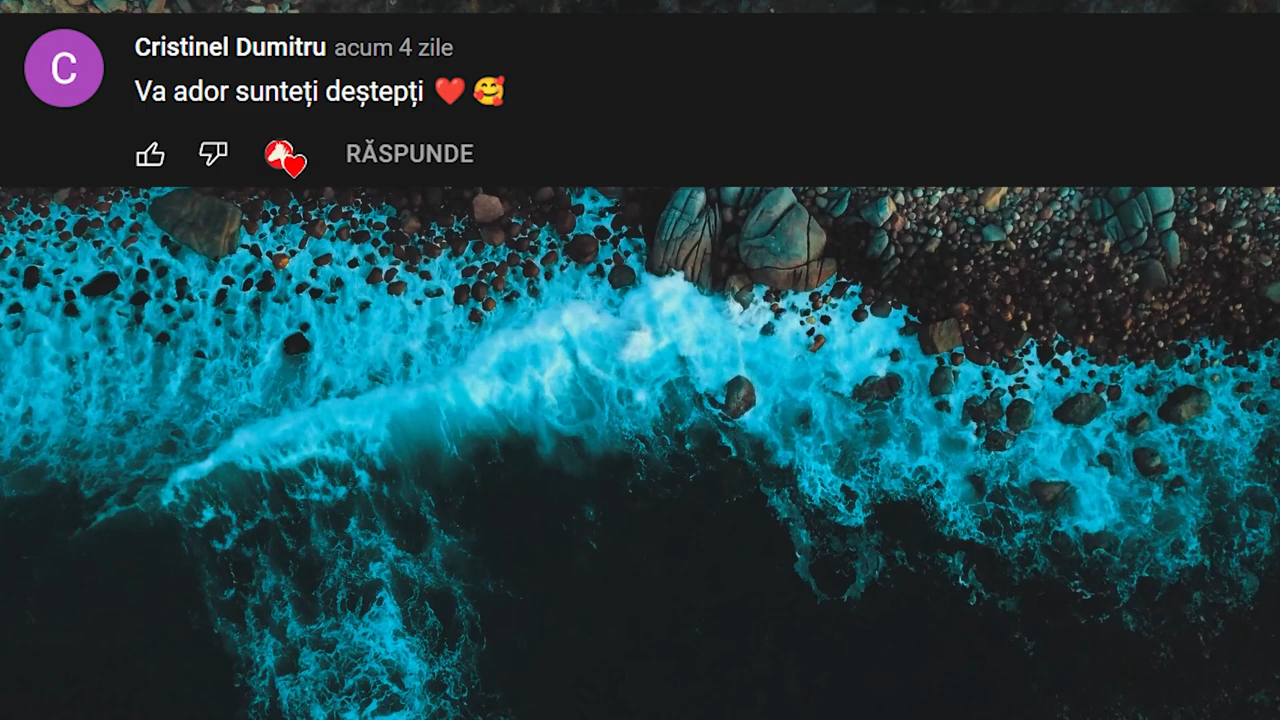 C
Cristinel Dumitru acum 4 zile
Va ador sunteți deștepți ❤️ 🥰
RĂSPUNDE